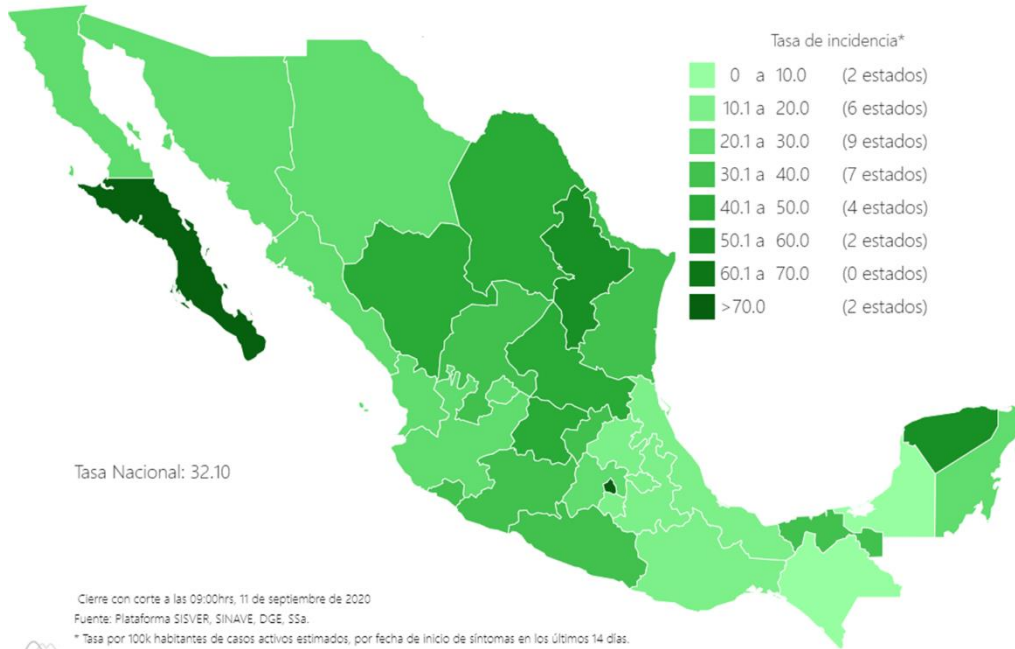 Tasa de incidencia*
0 a 10.0 (2 estados)
10.1 a 20.0 (6 estados)
20.1 a 30.0 (9 estados)
30.1 a 40.0 (7 estados)
40.1 a 50.0 (4 estados)
50.1 a 60.0 (2 estados)
60.1 a 70.0 (0 estados)
>70.0 (2 estados)
Tasa Nacional: 32.10
Cierre con corte a las 09:00hrs, 11 de septiembre de 2020
Fuente: Plataforma SISVER, SINAVE, DGE, SSa.
* Tasa por 100k habitantes de casos activos estimados, por fecha de inicio de síntomas en los últimos 14 días.